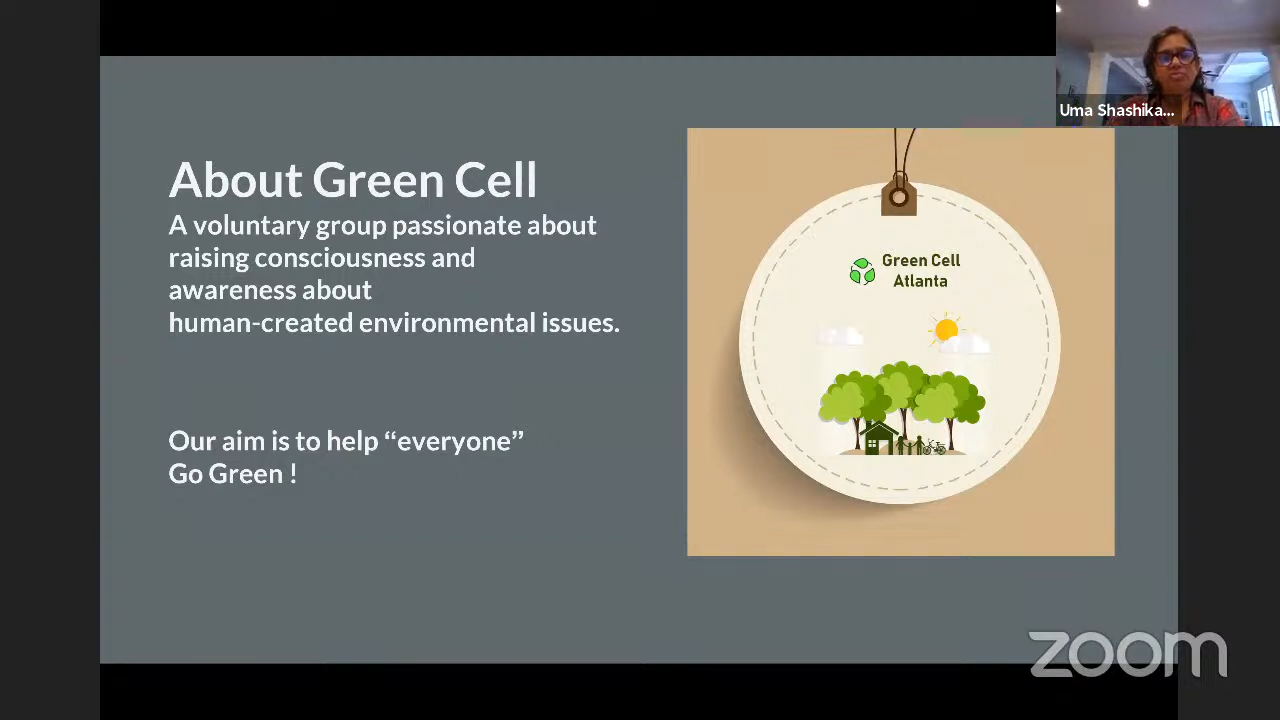 Uma Shashika...
About Green Cell
A voluntary group passionate about
raising consciousness and
awareness about
human-created environmental issues.
Our aim is to help “everyone”
Go Green !
Green Cell
Atlanta
zoom